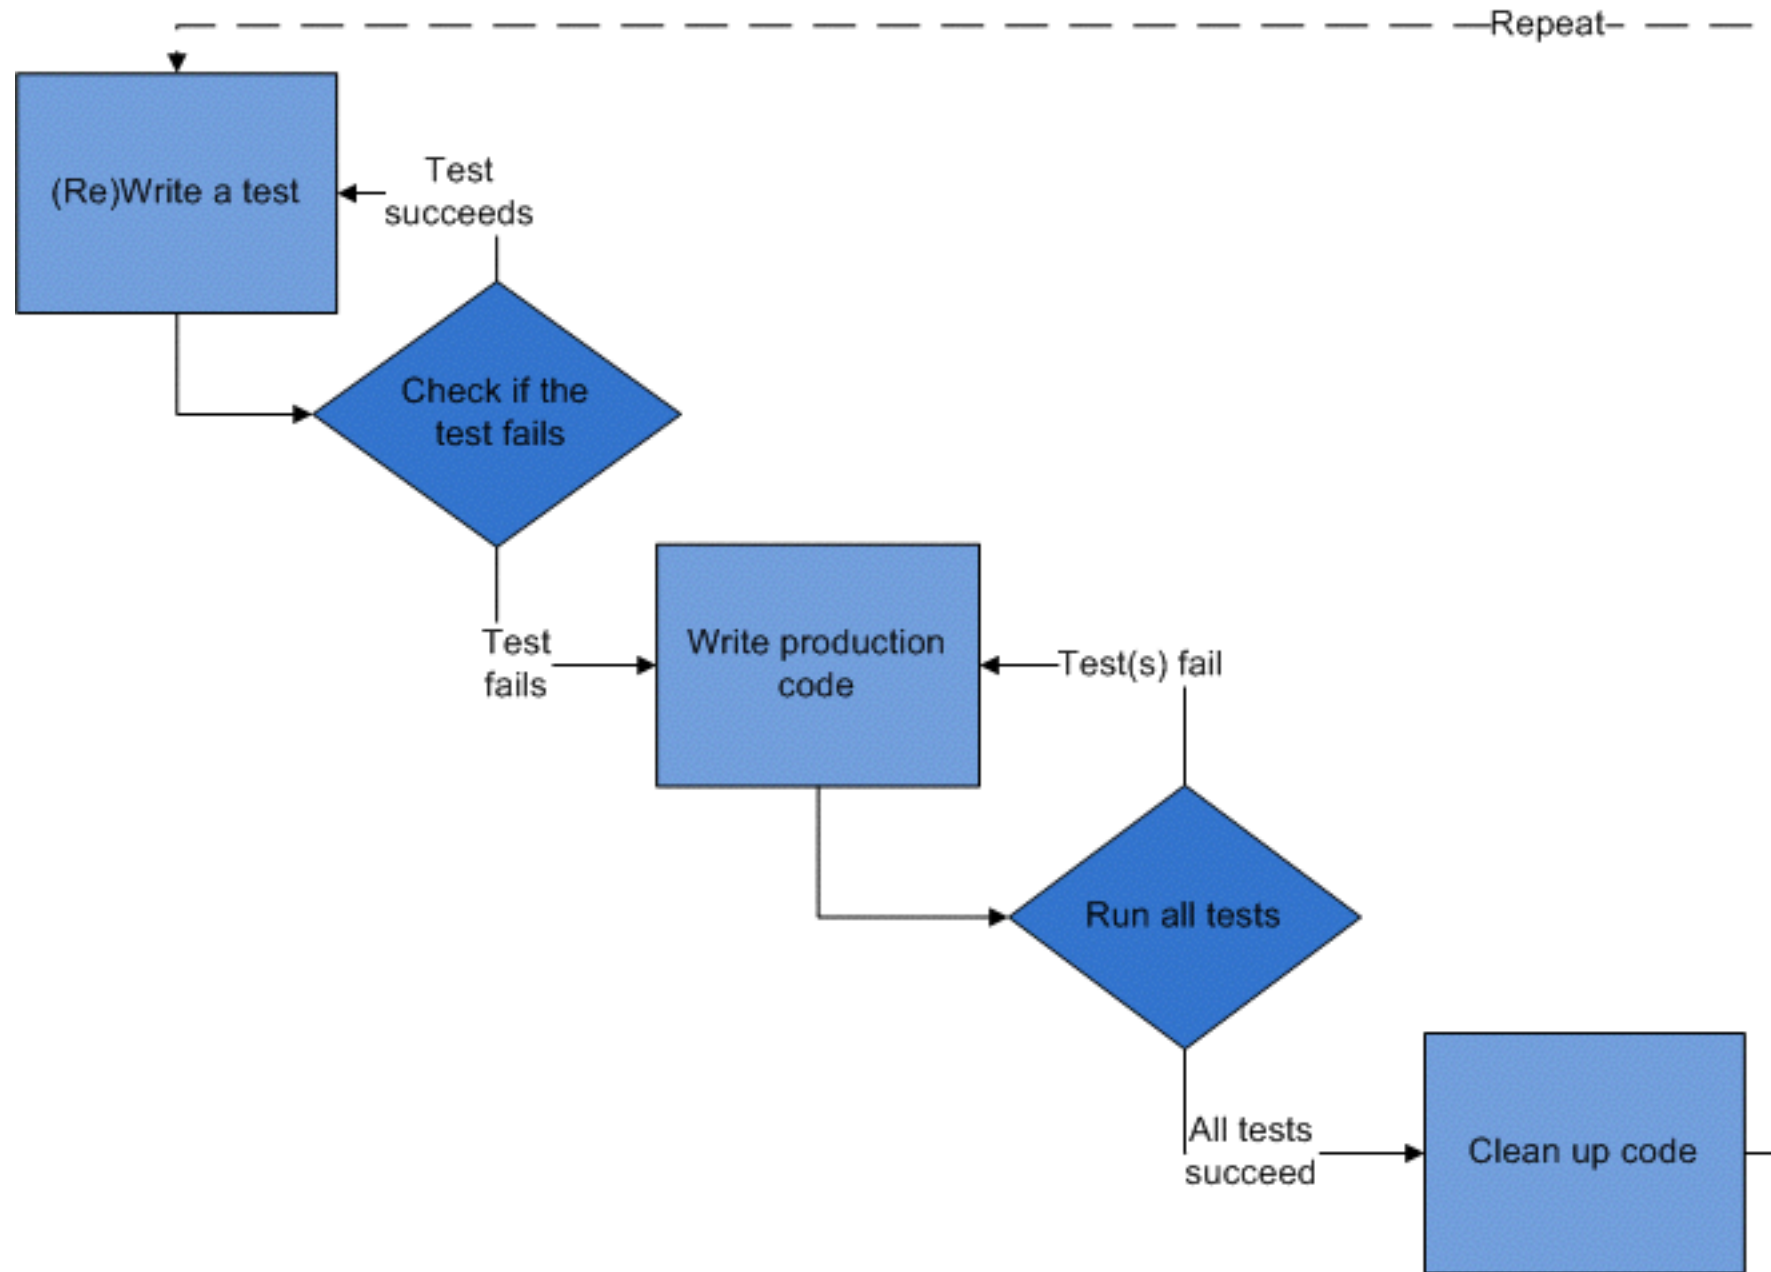 Repeat
(Re)Write a test
Test
succeeds
Check if the
test fails
Test
fails
Write production
code
Test(s) fail
Run all tests
All tests
succeed
Clean up code